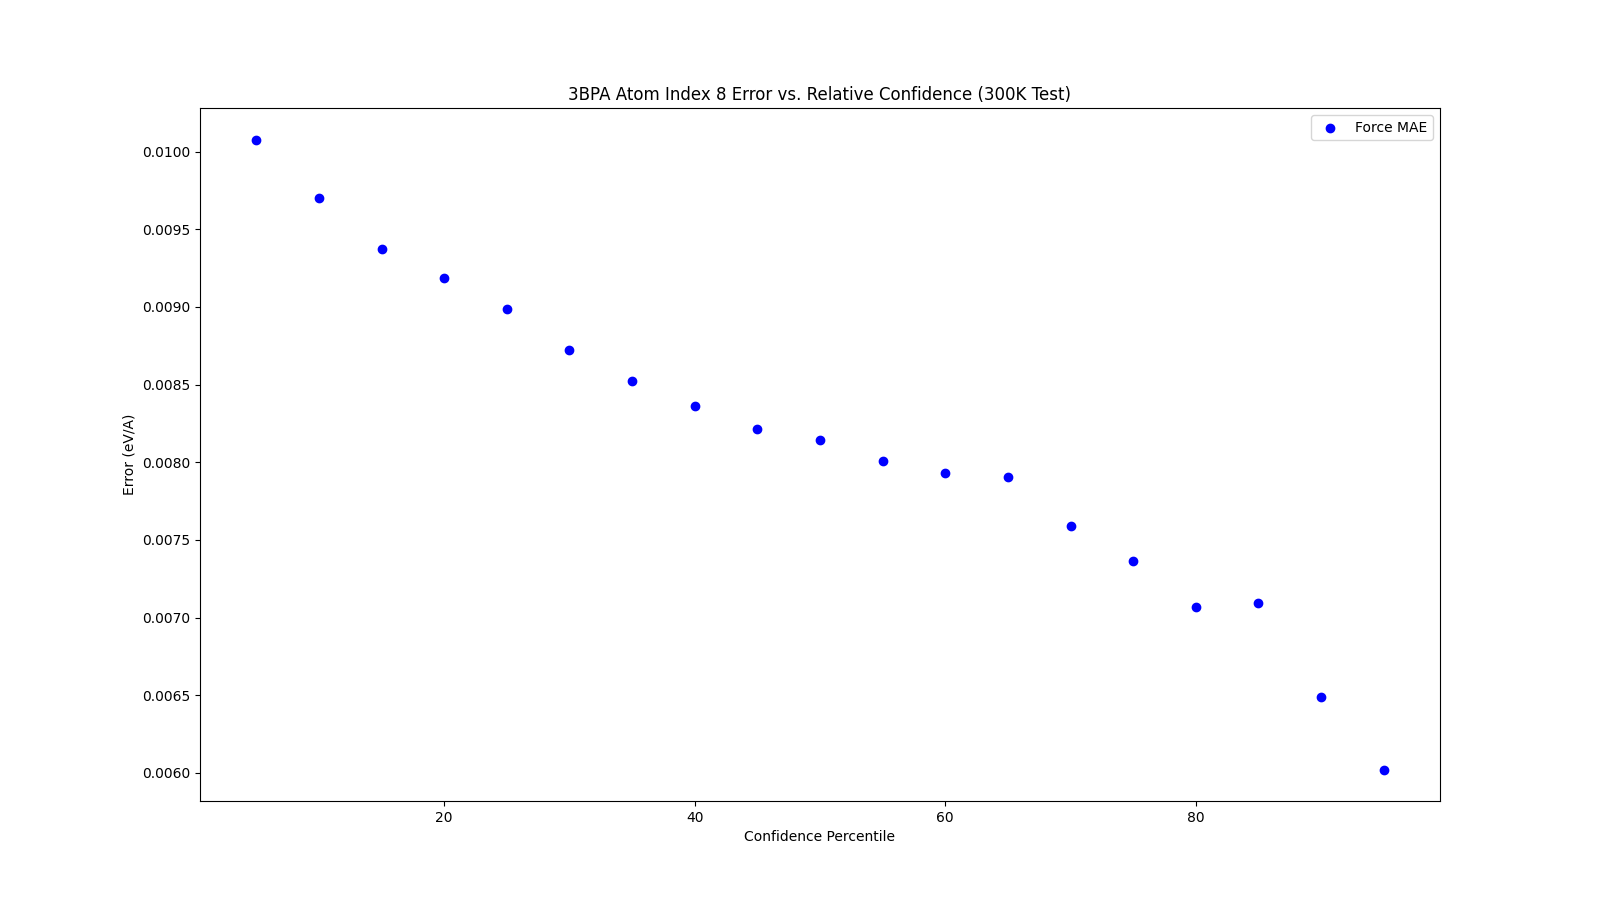 3BPA Atom Index 8 Error vs. Relative Confidence (300K Test)
Force MAE
0.0100
0.0095
0.0090
0.0085
0.0080
0.0075
0.0070
0.0065
0.0060
Error (eV/A)
20 40 60 80
Confidence Percentile